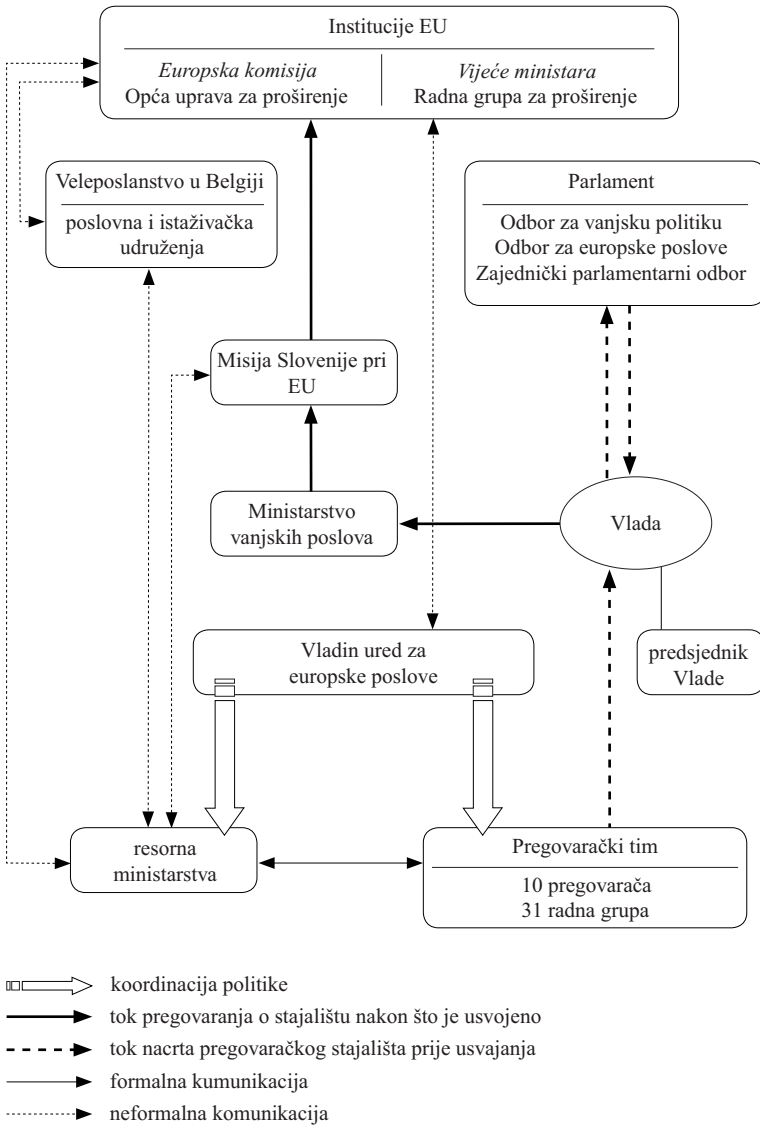 Institucije EU
Europska komisija
Opća uprava za proširenje
Vijeće ministara
Radna grupa za proširenje
Veleposlanstvo u Belgiji
poslovna i istaživačka
udruženja
Parlament
Odbor za vanjsku politiku
Odbor za europske poslove
Zajednički parlamentarni odbor
Misija Slovenije pri
EU
Ministarstvo
vanjskih poslova
Vlada
Vladin ured za
europske poslove
predsjednik
Vlade
resorna
ministarstva
Pregovarački tim
10 pregovarača
31 radna grupa
koordinacija politike
tok pregovaranja o stajalištu nakon što je usvojeno
tok nacrta pregovaračkog stajališta prije usvajanja
formalna kumunikacija
neformalna komunikacija